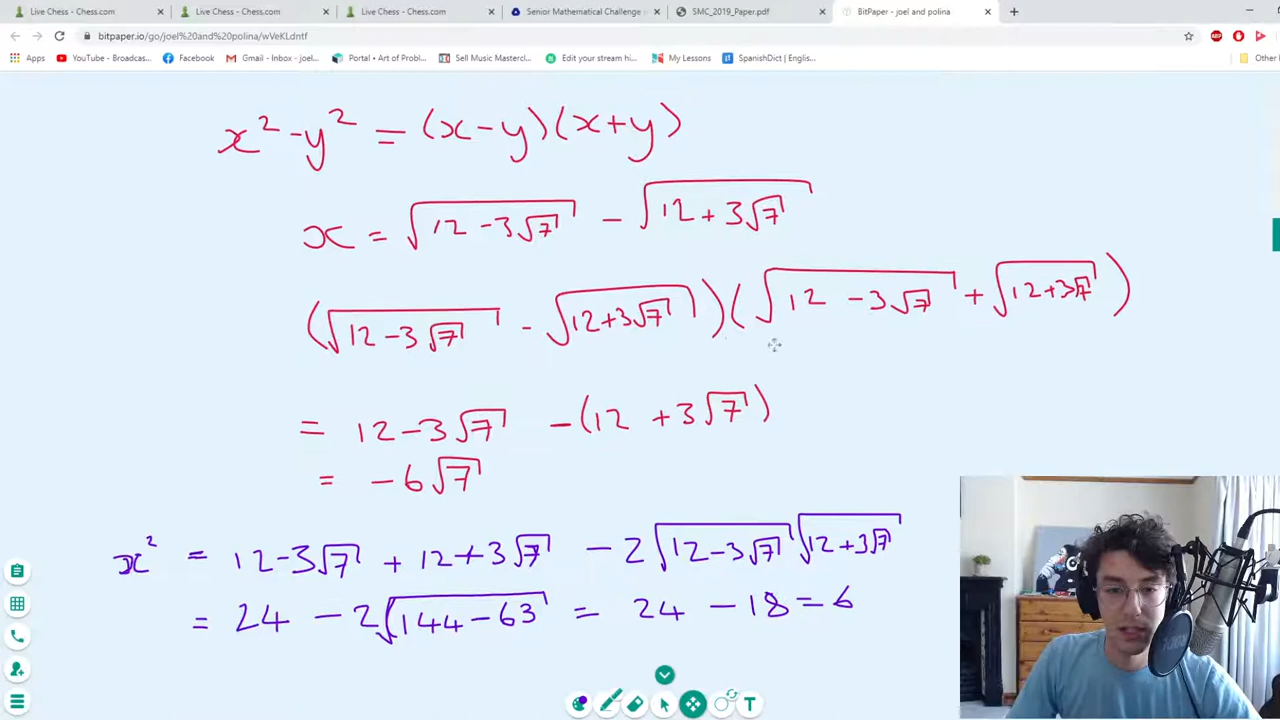 Live Chess - Chess.com
Live Chess - Chess.com
Live Chess - Chess.com
Senior Mathematical Challenge
SMC_2019_Paper.pdf
BitPaper - joel and polina
bitpaper.io/go/joel%20and%20polina/wVeKLdntf
Apps
YouTube - Broadcas...
Facebook
Gmail - Inbox - joel...
Portal • Art of Probl...
Sell Music Mastercl...
Edit your stream hi...
My Lessons
SpanishDict | Englis...
Other
x² - y² = (x - y)(x + y)
x = √(12 - 3√7) - √(12 + 3√7)
(√(12 - 3√7) - √(12 + 3√7))(√(12 - 3√7) + √(12 + 3√7))
= 12 - 3√7 - (12 + 3√7)
= -6√7
x² = 12 - 3√7 + 12 + 3√7 - 2√(12 - 3√7)√(12 + 3√7)
= 24 - 2√(144 - 63) = 24 - 18 = 6
T